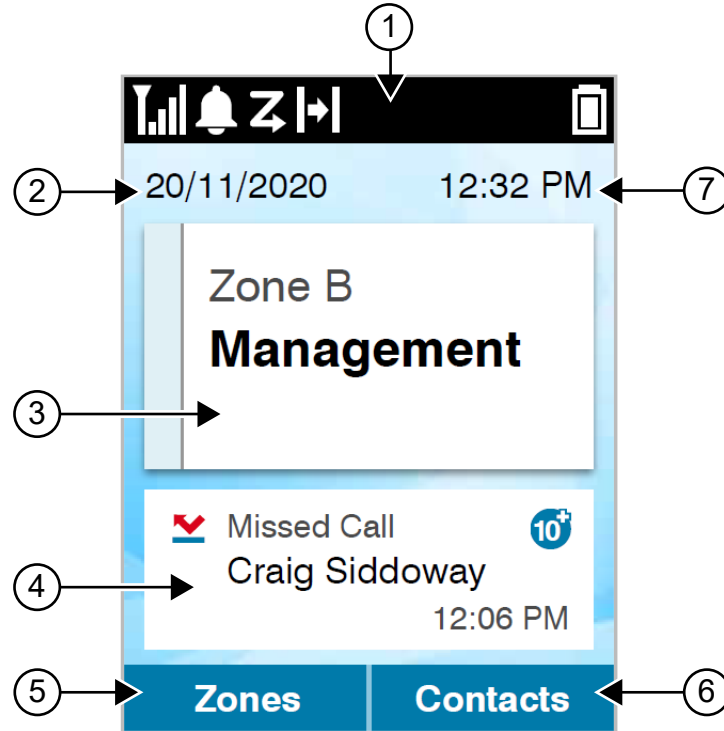 1
2
20/11/2020
12:32 PM
7
Zone B
Management
3
Missed Call
10+
Craig Siddoway
4
12:06 PM
5
Zones
Contacts
6